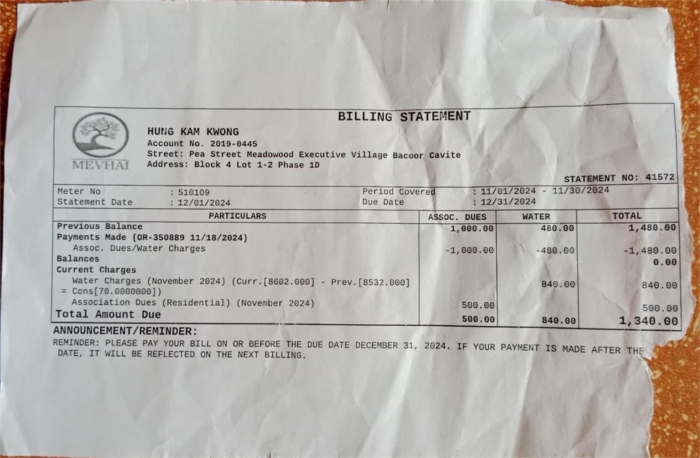 BILLING STATEMENT
MEVHAI
HUNG KAM KWONG
Account No. 2019-0445
Street: Pea Street Meadowood Executive Village Bacoor Cavite
Address: Block 4 Lot 1-2 Phase 1D
STATEMENT NO: 41572
Meter No : 510109 Period Covered : 11/01/2024 - 11/30/2024
Statement Date : 12/01/2024 Due Date : 12/31/2024
PARTICULARS ASSOC. DUES WATER TOTAL
Previous Balance 1,000.00 480.00 1,480.00
Payments Made (OR-350889 11/18/2024)
Assoc. Dues/Water Charges -1,000.00 -480.00 -1,480.00
Balances 0.00
Current Charges
Water Charges (November 2024) (Curr.[8602.000] - Prev.[8532.000] 840.00 840.00
= Cons[70.0000000])
Association Dues (Residential) (November 2024) 500.00 500.00
Total Amount Due 500.00 840.00 1,340.00
ANNOUNCEMENT/REMINDER:
REMINDER: PLEASE PAY YOUR BILL ON OR BEFORE THE DUE DATE DECEMBER 31, 2024. IF YOUR PAYMENT IS MADE AFTER THE
DATE, IT WILL BE REFLECTED ON THE NEXT BILLING.